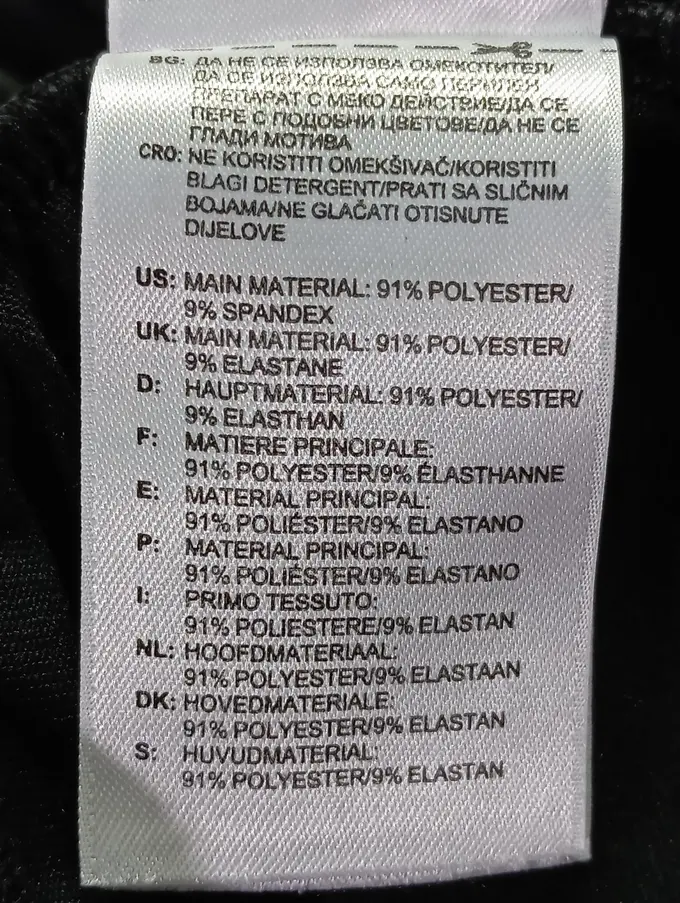 BG: ДА НЕ СЕ ИЗПОЛЗВА ОМЕКОТИТЕЛ/
ДА СЕ ИЗПОЛЗВА САМО ПЕРИЛЕН
ПРЕПАРАТ С МЕКО ДЕЙСТВИЕ/ДА СЕ
ПЕРЕ С ПОДОБНИ ЦВЕТОВЕ/ДА НЕ СЕ
ГЛАДИ МОТИВА
CRO: NE KORISTITI OMEKŠIVAČ/KORISTITI
BLAGI DETERGENT/PRATI SA SLIČNIM
BOJAMA/NE GLAČATI OTISNUTE
DIJELOVE
US: MAIN MATERIAL: 91% POLYESTER/
9% SPANDEX
UK: MAIN MATERIAL: 91% POLYESTER/
9% ELASTANE
D: HAUPTMATERIAL: 91% POLYESTER/
9% ELASTHAN
F: MATIERE PRINCIPALE:
91% POLYESTER/9% ÉLASTHANNE
E: MATERIAL PRINCIPAL:
91% POLIÉSTER/9% ELASTANO
P: MATERIAL PRINCIPAL:
91% POLIÉSTER/9% ELASTANO
I: PRIMO TESSUTO:
91% POLIESTERE/9% ELASTAN
NL: HOOFDMATERIAAL:
91% POLYESTER/9% ELASTAAN
DK: HOVEDMATERIALE:
91% POLYESTER/9% ELASTAN
S: HUVUDMATERIAL:
91% POLYESTER/9% ELASTAN